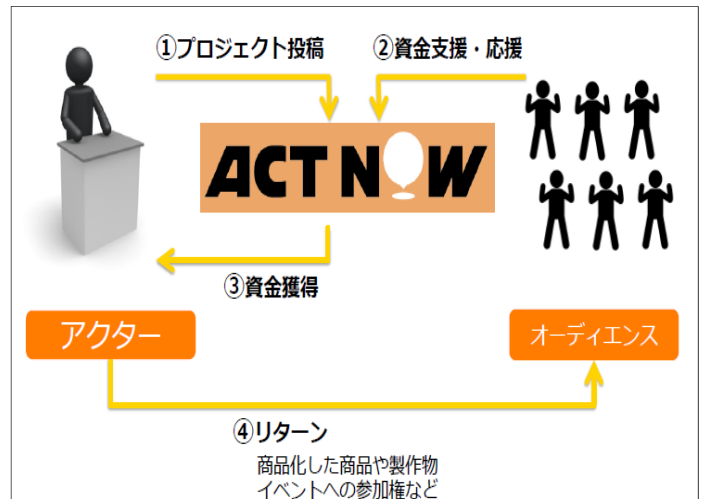 ①プロジェクト投稿
②資金支援・応援
ACT NOW
③資金獲得
アクター
オーディエンス
④リターン
商品化した商品や製作物
イベントへの参加権など